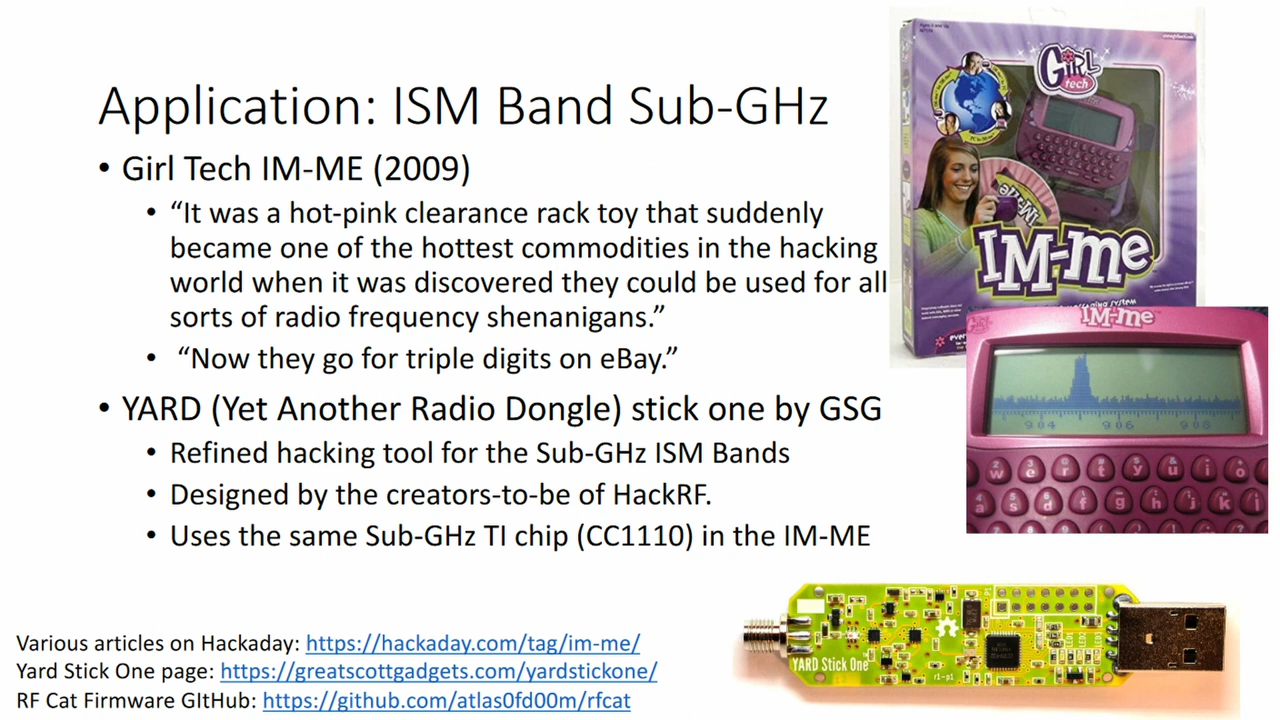 Application: ISM Band Sub-GHz
• Girl Tech IM-ME (2009)
• “It was a hot-pink clearance rack toy that suddenly
became one of the hottest commodities in the hacking
world when it was discovered they could be used for all
sorts of radio frequency shenanigans.”
• “Now they go for triple digits on eBay.”
• YARD (Yet Another Radio Dongle) stick one by GSG
• Refined hacking tool for the Sub-GHz ISM Bands
• Designed by the creators-to-be of HackRF.
• Uses the same Sub-GHz TI chip (CC1110) in the IM-ME
Various articles on Hackaday: https://hackaday.com/tag/im-me/
Yard Stick One page: https://greatscottgadgets.com/yardstickone/
RF Cat Firmware GItHub: https://github.com/atlas0fd00m/rfcat
GiRL
tech
IM-me
IM-me
904 906 908
w e r t y u i o
a s d f g h j k l
YARD Stick One
r1-p1
P1
LED1
LED2
LED3